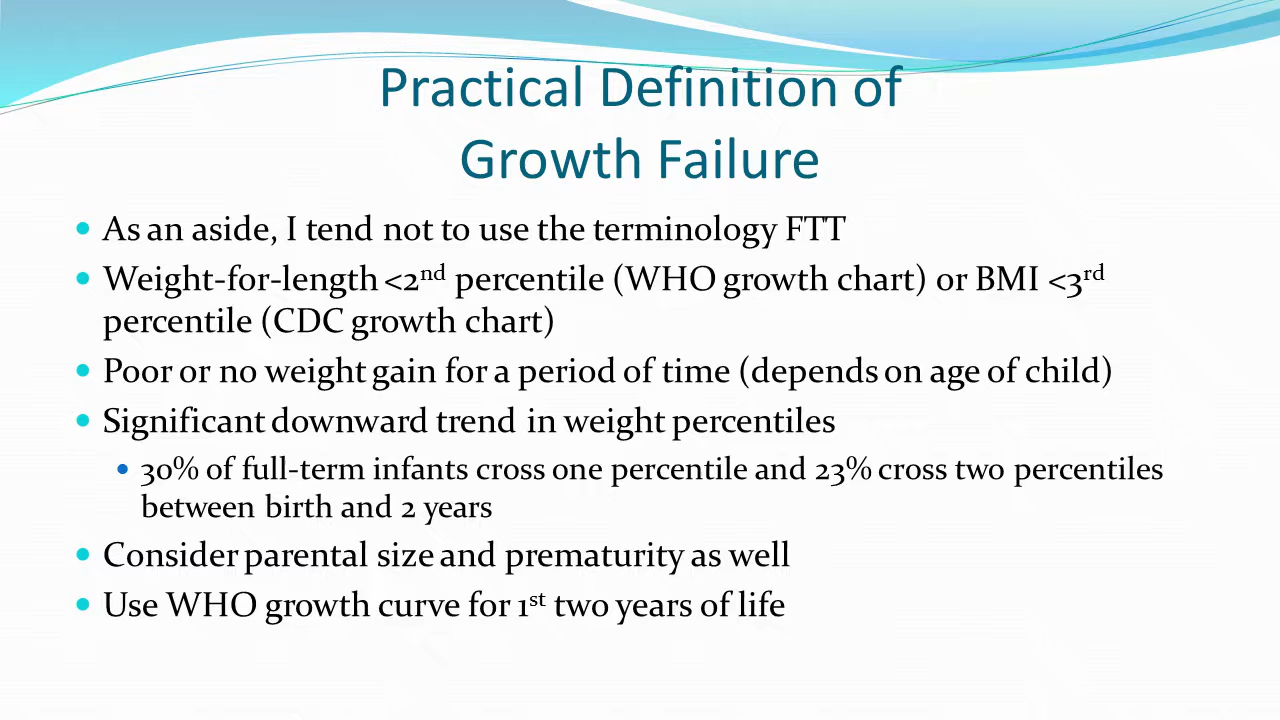 Practical Definition of
Growth Failure
• As an aside, I tend not to use the terminology FTT
• Weight-for-length <2nd percentile (WHO growth chart) or BMI <3rd
percentile (CDC growth chart)
• Poor or no weight gain for a period of time (depends on age of child)
• Significant downward trend in weight percentiles
• 30% of full-term infants cross one percentile and 23% cross two percentiles
between birth and 2 years
• Consider parental size and prematurity as well
• Use WHO growth curve for 1st two years of life